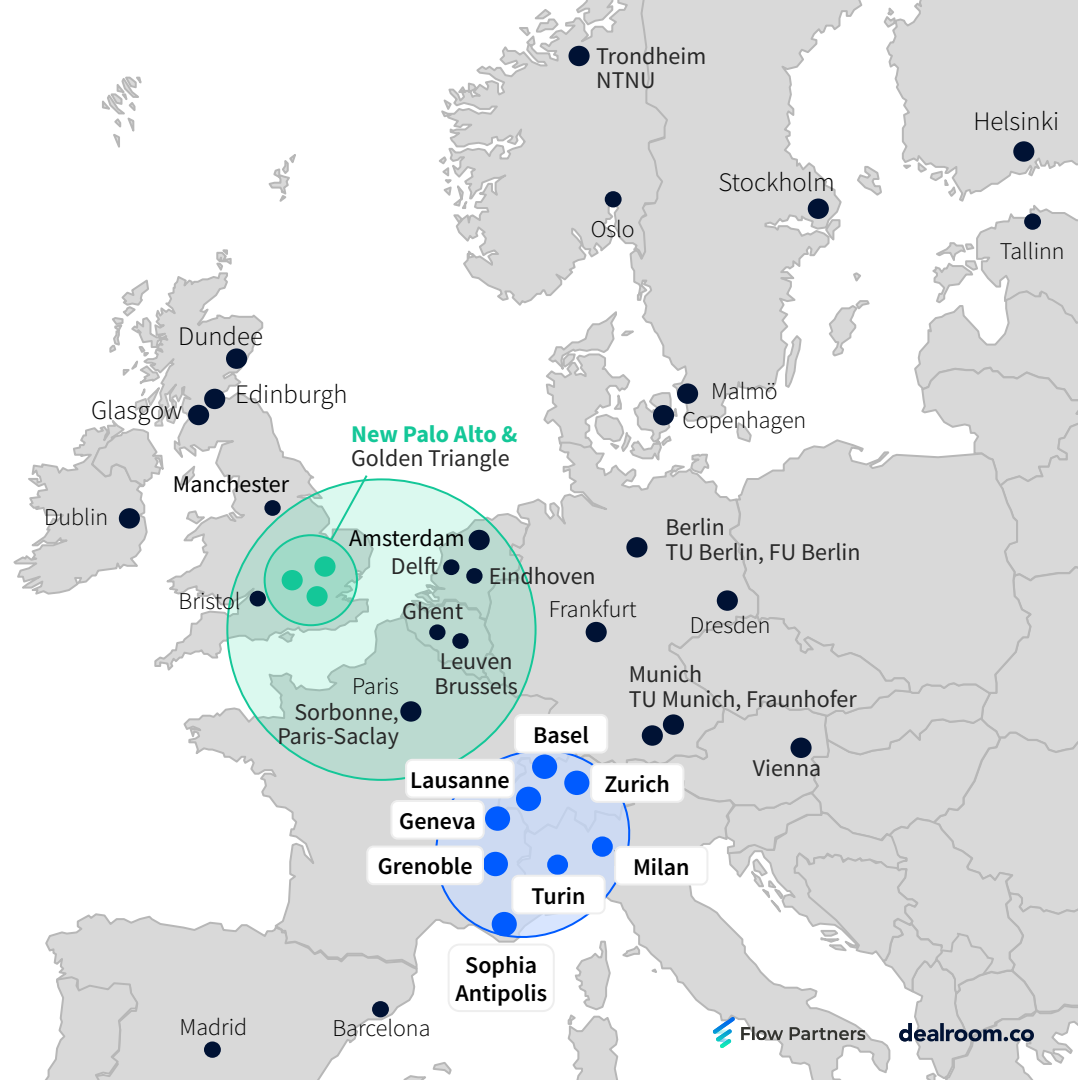 Trondheim
NTNU
Helsinki
Stockholm
Oslo
Tallinn
Dundee
Edinburgh
Glasgow
Malmö
Copenhagen
New Palo Alto &
Golden Triangle
Manchester
Dublin
Amsterdam
Delft
Eindhoven
Berlin
TU Berlin, FU Berlin
Bristol
Ghent
Frankfurt
Dresden
Leuven
Brussels
Paris
Sorbonne,
Paris-Saclay
Munich
TU Munich, Fraunhofer
Vienna
Basel
Lausanne
Zurich
Geneva
Grenoble
Milan
Turin
Sophia
Antipolis
Madrid
Barcelona
Flow Partners
dealroom.co